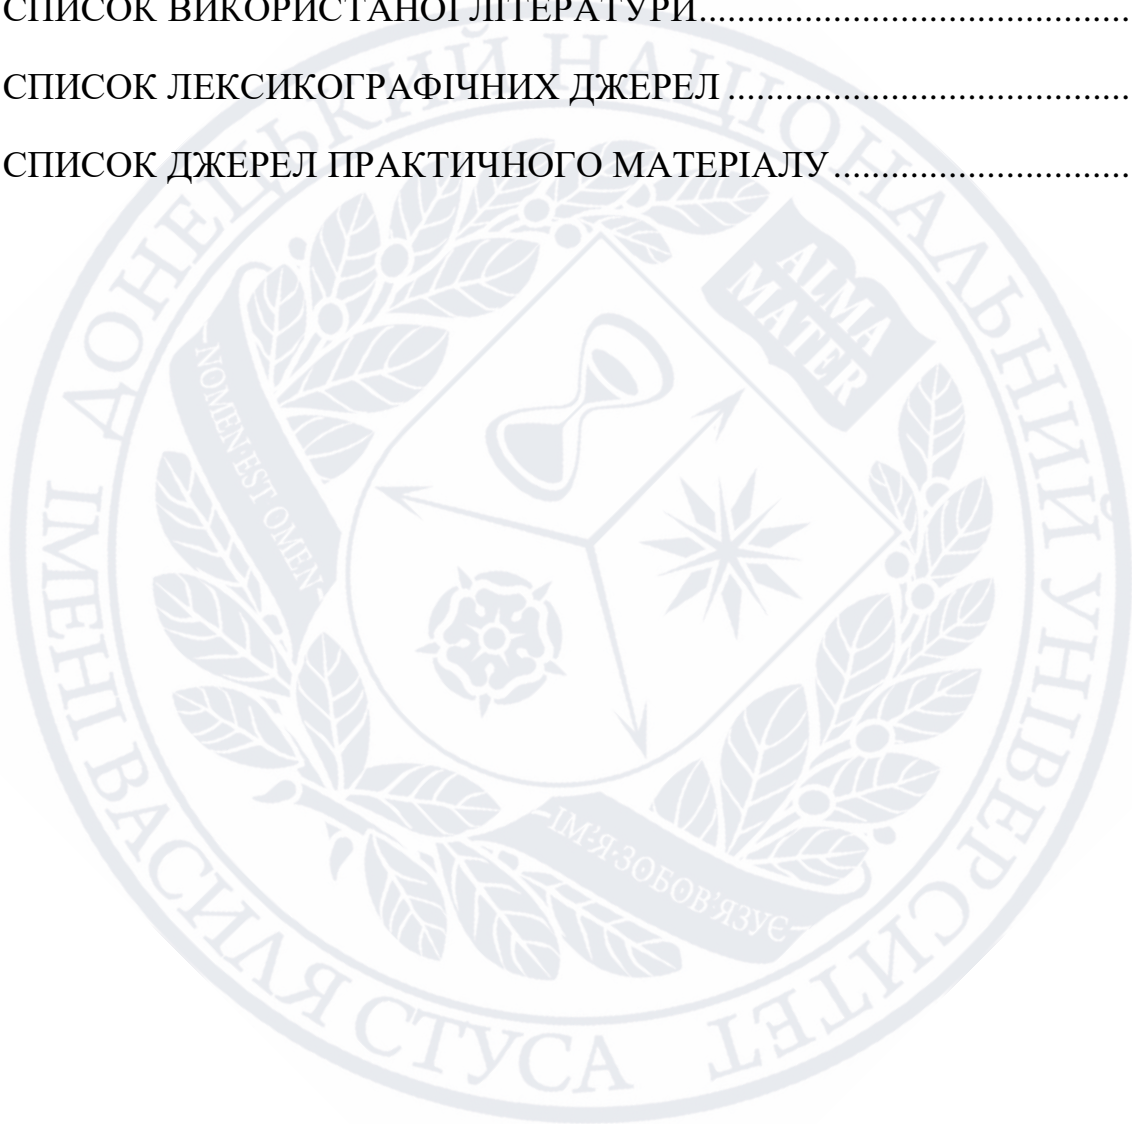 СПИСОК ВИКОРИСТАНОЇ ЛІТЕРАТУРИ.............................................
СПИСОК ЛЕКСИКОГРАФІЧНИХ ДЖЕРЕЛ ..........................................
СПИСОК ДЖЕРЕЛ ПРАКТИЧНОГО МАТЕРІАЛУ...............................
ДОНЕЦЬКИЙ НАЦІОНАЛЬНИЙ УНІВЕРСИТЕТ
ІМЕНІ ВАСИЛЯ СТУСА
ALMA
MATER
NOMEN·EST OMEN
ІМ'Я·ЗОБОВ'ЯЗУЄ